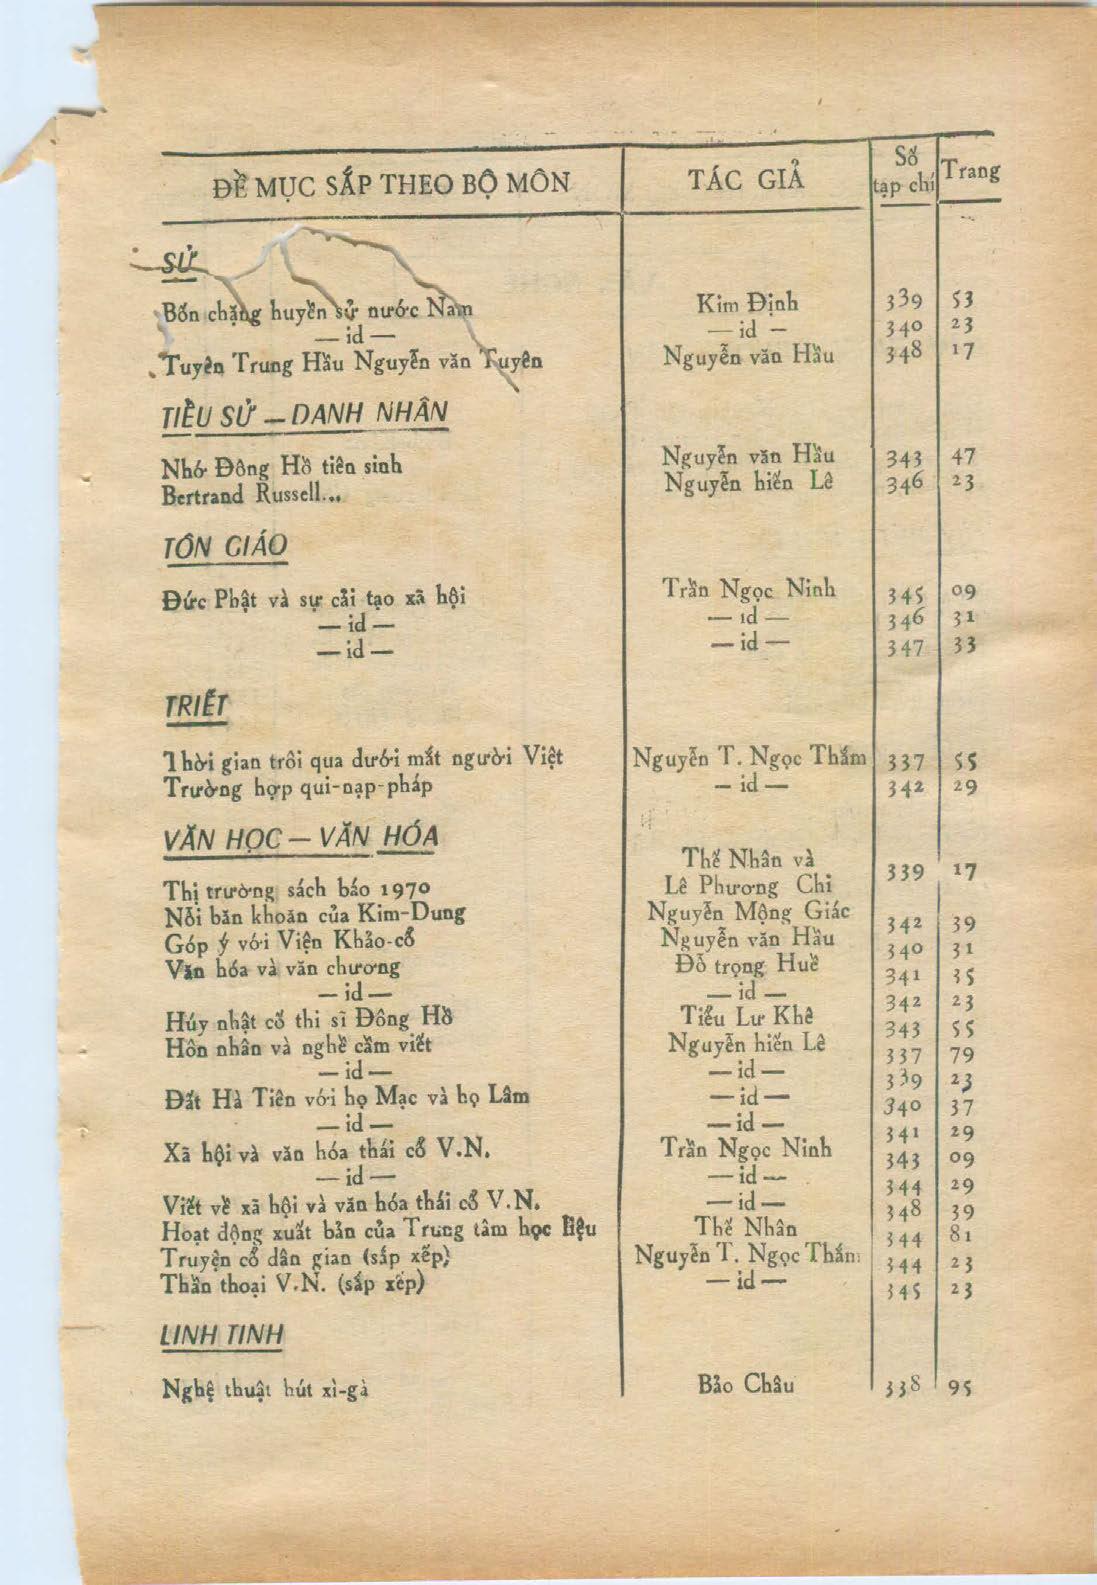 ĐỀ MỤC SẮP THEO BỘ MÔN TÁC GIẢ Số tạp chí Trang
SỬ
Bốn chặng huyền sử nước Nam Kim Định 339 53
— id — — id — 340 23
Tuyên Trung Hầu Nguyễn văn Tuyên Nguyễn văn Hầu 348 17
TIỂU SỬ — DANH NHÂN
Nhớ Đông Hồ tiên sinh Nguyễn văn Hầu 343 47
Bertrand Russell... Nguyễn hiến Lê 346 23
TÔN GIÁO
Đức Phật và sự cải tạo xã hội Trần Ngọc Ninh 345 09
— id — — id — 346 31
— id — — id — 347 33
TRIẾT
Thời gian trôi qua dưới mắt người Việt Nguyễn T. Ngọc Thắm 337 55
Trường hợp qui-nạp-pháp — id — 342 29
VĂN HỌC — VĂN HÓA
Thị trường sách báo 1970 Thế Nhân và Lê Phương Chi 339 17
Nỗi băn khoăn của Kim-Dung Nguyễn Mộng Giác 342 39
Góp ý với Viện Khảo-cổ Nguyễn văn Hầu 340 31
Văn hóa và văn chương Đỗ trọng Huề 341 35
— id — — id — 342 23
Húy nhật cố thi sĩ Đông Hồ Tiểu Lư Khê 343 55
Hôn nhân và nghề cầm viết Nguyễn hiến Lê 337 79
— id — — id — 339 23
Đất Hà Tiên với họ Mạc và họ Lâm — id — 340 37
— id — — id — 341 29
Xã hội và văn hóa thái cổ V.N. Trần Ngọc Ninh 343 09
— id — — id — 344 29
Viết về xã hội và văn hóa thái cổ V.N. — id — 348 39
Hoạt động xuất bản của Trung tâm học liệu Thế Nhân 344 81
Truyện cổ dân gian (sắp xếp) Nguyễn T. Ngọc Thắm 344 23
Thần thoại V.N. (sắp xếp) — id — 345 23
LINH TINH
Nghệ thuật hút xì-gà Bảo Châu 338 95